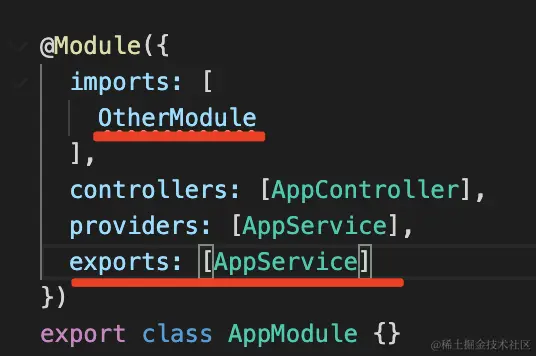 @Module({
  imports: [
    OtherModule
  ],
  controllers: [AppController],
  providers: [AppService],
  exports: [AppService]
})
export class AppModule {}
@稀土掘金技术社区